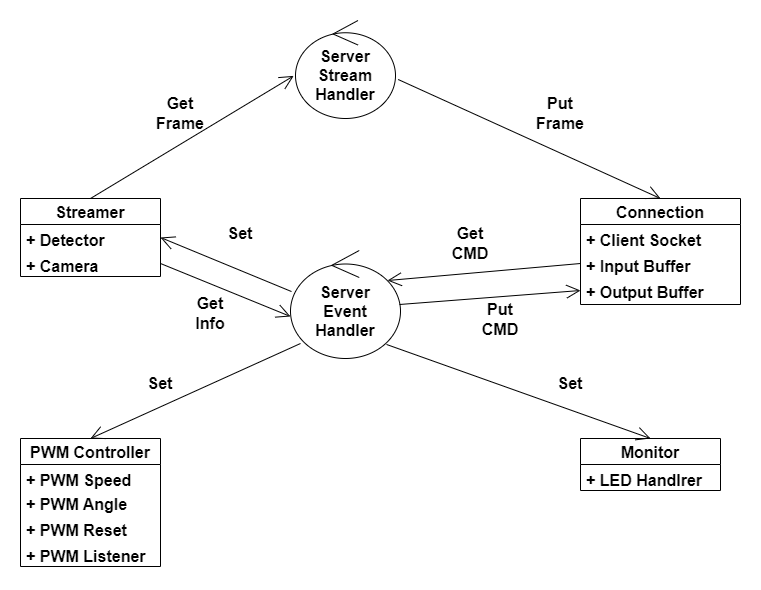 Server
Stream
Handler
Get
Frame
Put
Frame
Streamer
+ Detector
+ Camera
Connection
+ Client Socket
+ Input Buffer
+ Output Buffer
Set
Get
CMD
Get
Info
Server
Event
Handler
Put
CMD
Set
Set
PWM Controller
+ PWM Speed
+ PWM Angle
+ PWM Reset
+ PWM Listener
Monitor
+ LED Handlrer